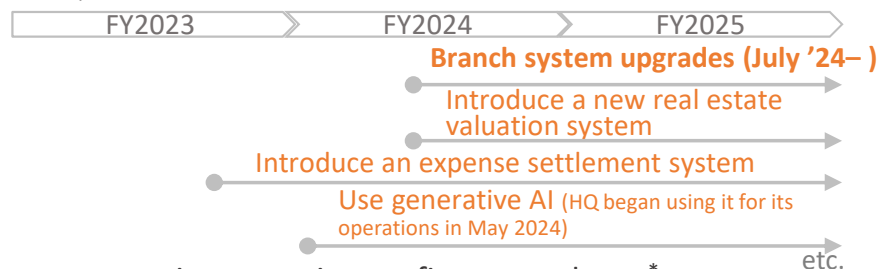 FY2023 FY2024 FY2025
Branch system upgrades (July ’24– )
Introduce a new real estate
valuation system
Introduce an expense settlement system
Use generative AI (HQ began using it for its
operations in May 2024)
etc.